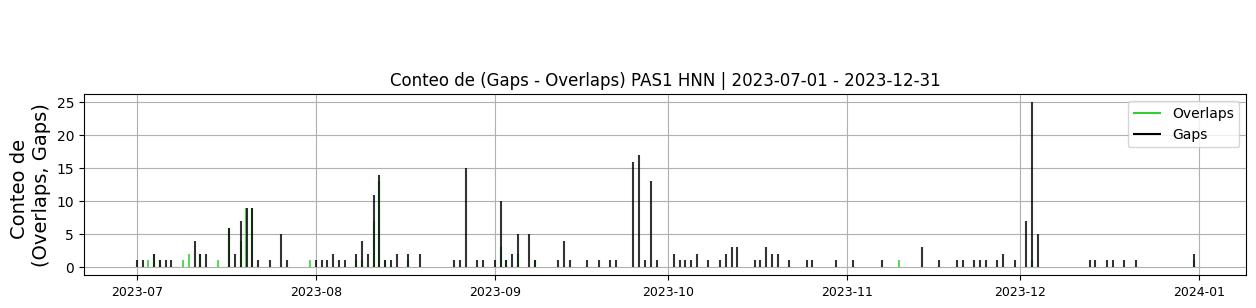 Conteo de (Gaps - Overlaps) PAS1 HNN | 2023-07-01 - 2023-12-31
Conteo de
(Overlaps, Gaps)
25
20
15
10
5
0
Overlaps
Gaps
2023-07
2023-08
2023-09
2023-10
2023-11
2023-12
2024-01